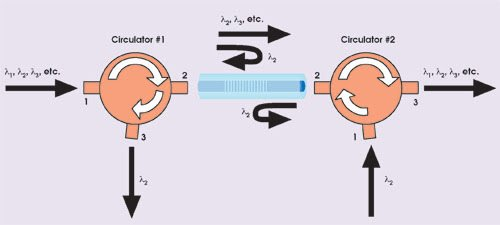 λ2, λ3, etc.
Circulator #1
Circulator #2
λ1, λ2, λ3, etc.
λ2
λ1, λ2, λ3, etc.
1
2
2
3
λ2
3
1
λ2
λ2